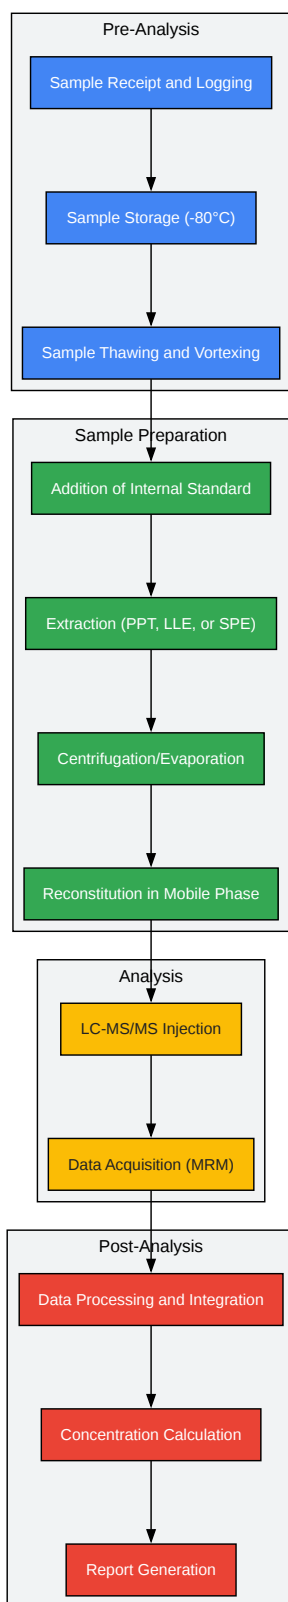 Pre-Analysis
Sample Receipt and Logging
Sample Storage (-80°C)
Sample Thawing and Vortexing
Sample Preparation
Addition of Internal Standard
Extraction (PPT, LLE, or SPE)
Centrifugation/Evaporation
Reconstitution in Mobile Phase
Analysis
LC-MS/MS Injection
Data Acquisition (MRM)
Post-Analysis
Data Processing and Integration
Concentration Calculation
Report Generation